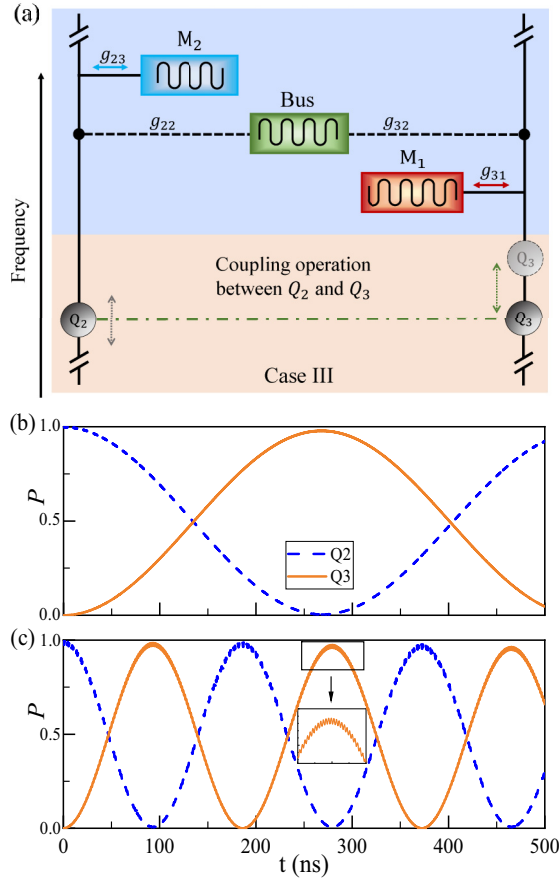 (a)
g₂₃
M₂
Bus
g₂₂
g₃₂
M₁
g₃₁
Frequency
Q₃
Coupling operation
between Q₂ and Q₃
Q₂
Q₃
Case III
(b)
1.0
P
0.5
Q2
Q3
0.0
(c)
1.0
P
0.5
0.0
0 100 200 300 400 500
t (ns)